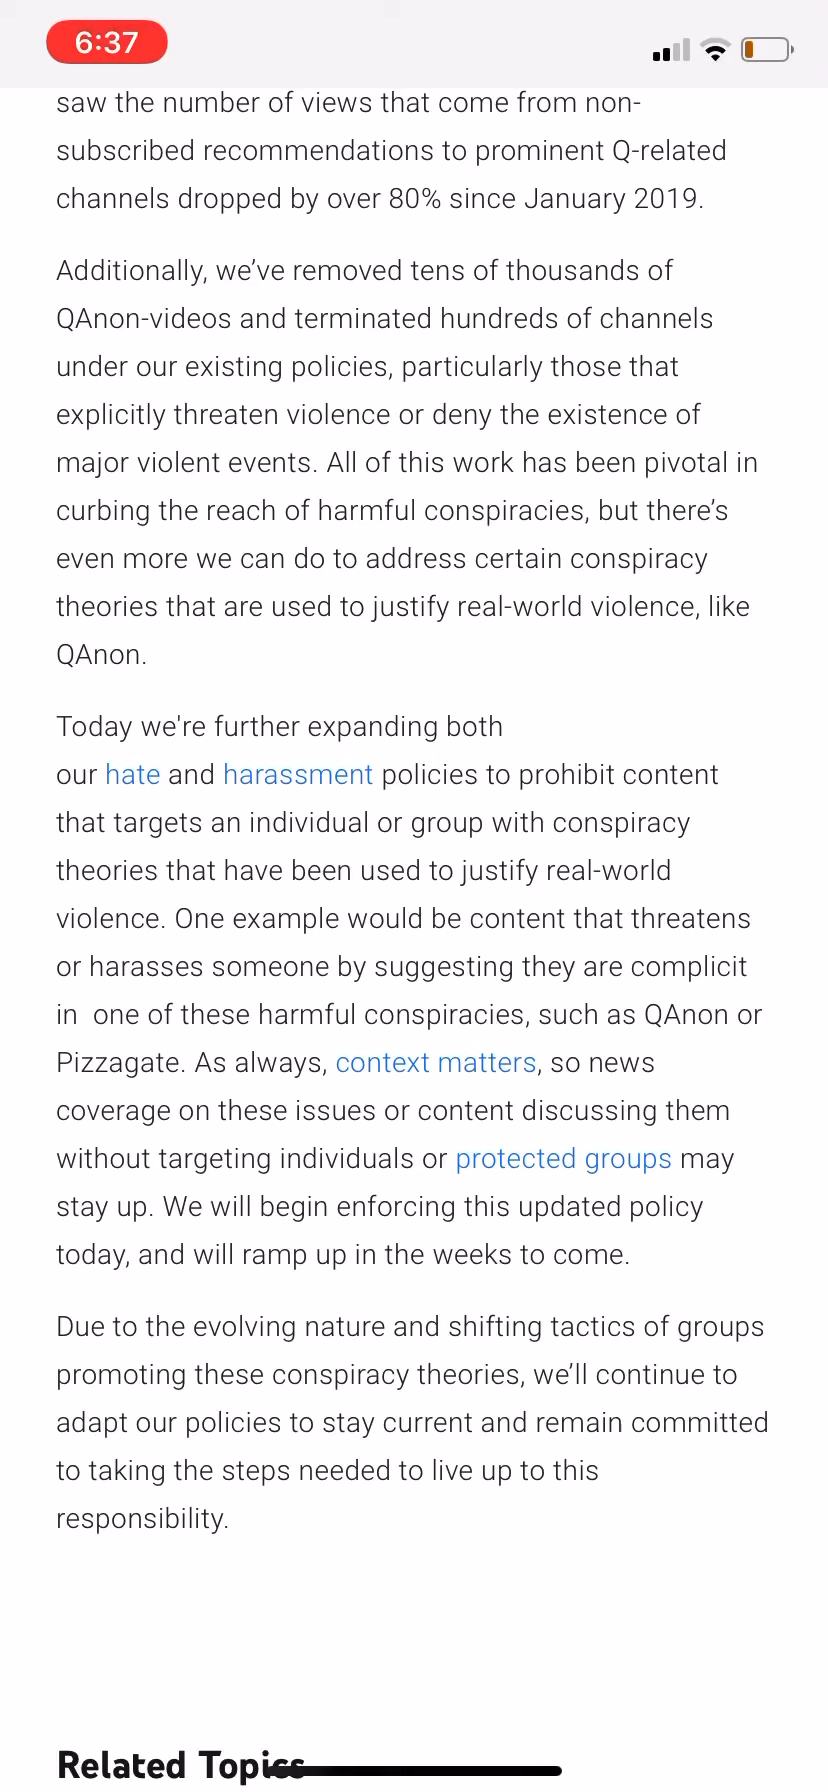 6:37
saw the number of views that come from non-
subscribed recommendations to prominent Q-related
channels dropped by over 80% since January 2019.
Additionally, we’ve removed tens of thousands of
QAnon-videos and terminated hundreds of channels
under our existing policies, particularly those that
explicitly threaten violence or deny the existence of
major violent events. All of this work has been pivotal in
curbing the reach of harmful conspiracies, but there’s
even more we can do to address certain conspiracy
theories that are used to justify real-world violence, like
QAnon.
Today we're further expanding both
our hate and harassment policies to prohibit content
that targets an individual or group with conspiracy
theories that have been used to justify real-world
violence. One example would be content that threatens
or harasses someone by suggesting they are complicit
in  one of these harmful conspiracies, such as QAnon or
Pizzagate. As always, context matters, so news
coverage on these issues or content discussing them
without targeting individuals or protected groups may
stay up. We will begin enforcing this updated policy
today, and will ramp up in the weeks to come.
Due to the evolving nature and shifting tactics of groups
promoting these conspiracy theories, we’ll continue to
adapt our policies to stay current and remain committed
to taking the steps needed to live up to this
responsibility.
Related Topics